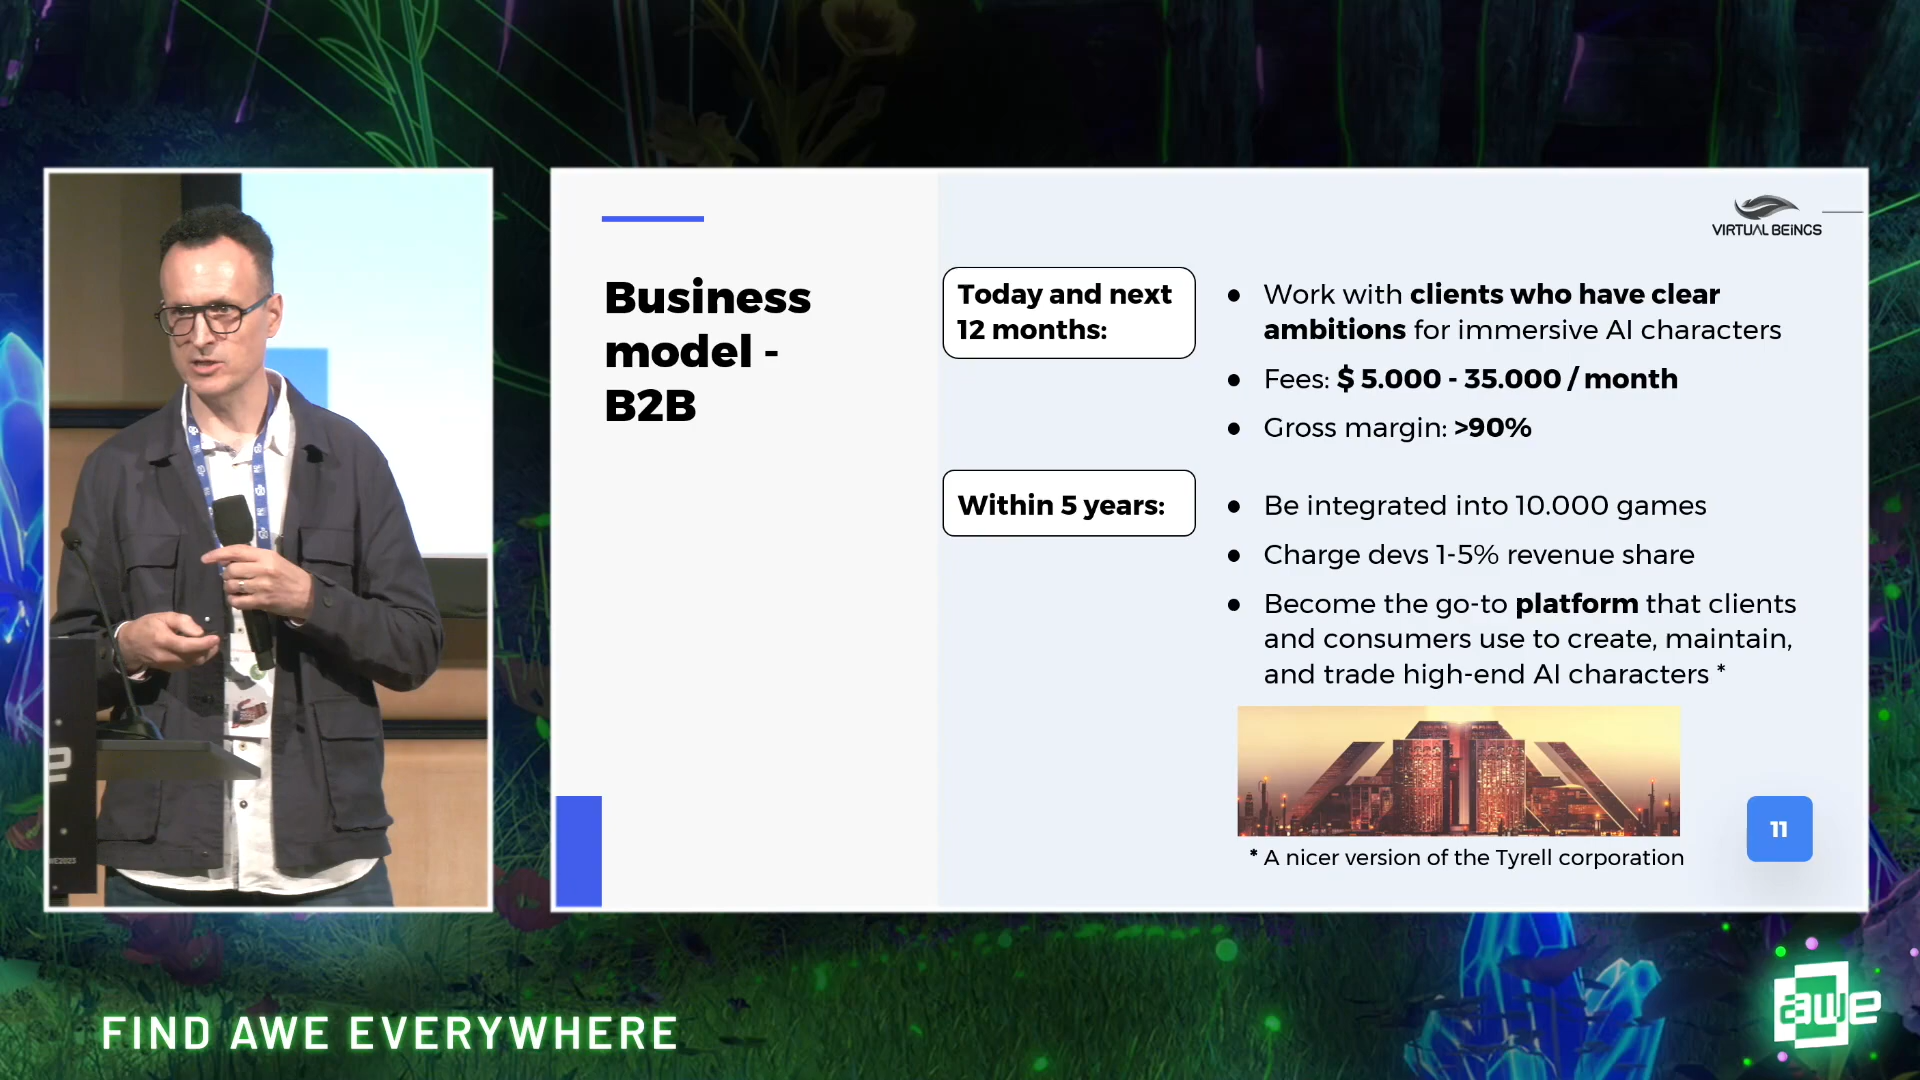 VIRTUAL BEINGS
Business
model -
B2B
Today and next
12 months:
● Work with clients who have clear
ambitions for immersive AI characters
● Fees: $ 5.000 - 35.000 / month
● Gross margin: >90%
Within 5 years:
● Be integrated into 10.000 games
● Charge devs 1-5% revenue share
● Become the go-to platform that clients
and consumers use to create, maintain,
and trade high-end AI characters *
* A nicer version of the Tyrell corporation
11
FIND AWE EVERYWHERE
awe